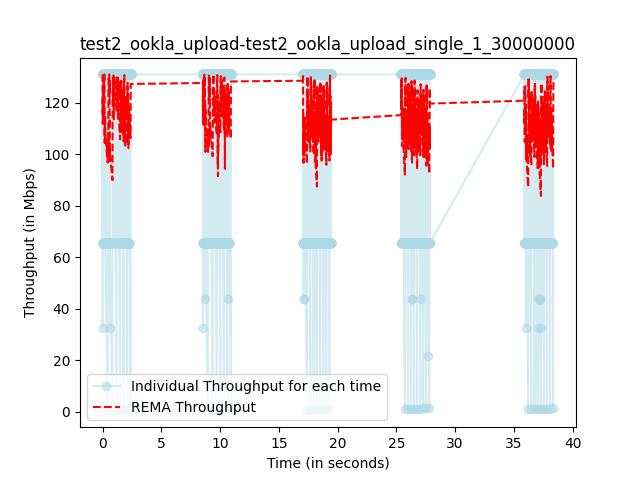 test2_ookla_upload-test2_ookla_upload_single_1_30000000
Throughput (in Mbps)
120
100
80
60
40
20
0
Individual Throughput for each time
REMA Throughput
0 5 10 15 20 25 30 35 40
Time (in seconds)